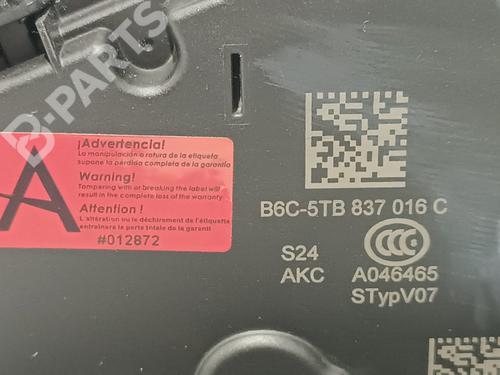 B-PARTS
A
¡Advertencia!
La manipulación o rotura de la etiqueta
supone la pérdida completa de la garantía
Warning!
Tampering with or breaking the label will
result in the complete loss of the warranty
Attention !
L'altération ou le déchirement de l'étiquette
entraînera la perte totale de la garanti
#012872
B6C-5TB 837 016 C
S24
AKC
CCC
A046465
STypV07